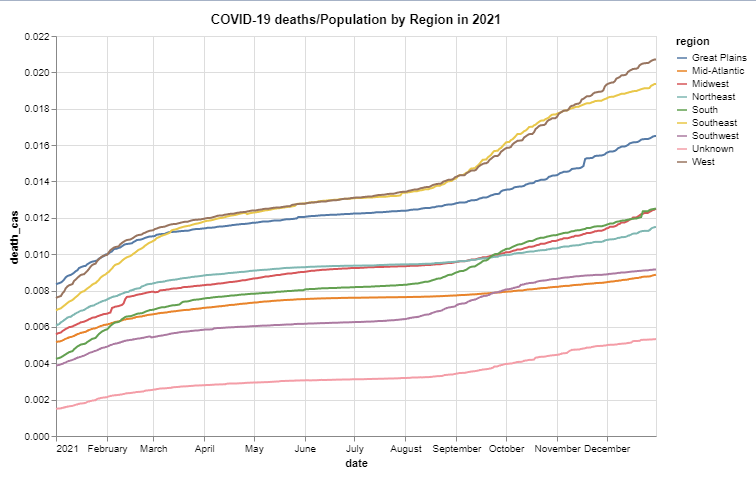 COVID-19 deaths/Population by Region in 2021
0.022
0.020
0.018
0.016
0.014
0.012
0.010
0.008
0.006
0.004
0.002
0.000
death_cas
2021 February March April May June July August September October November December
date
region
Great Plains
Mid-Atlantic
Midwest
Northeast
South
Southeast
Southwest
Unknown
West